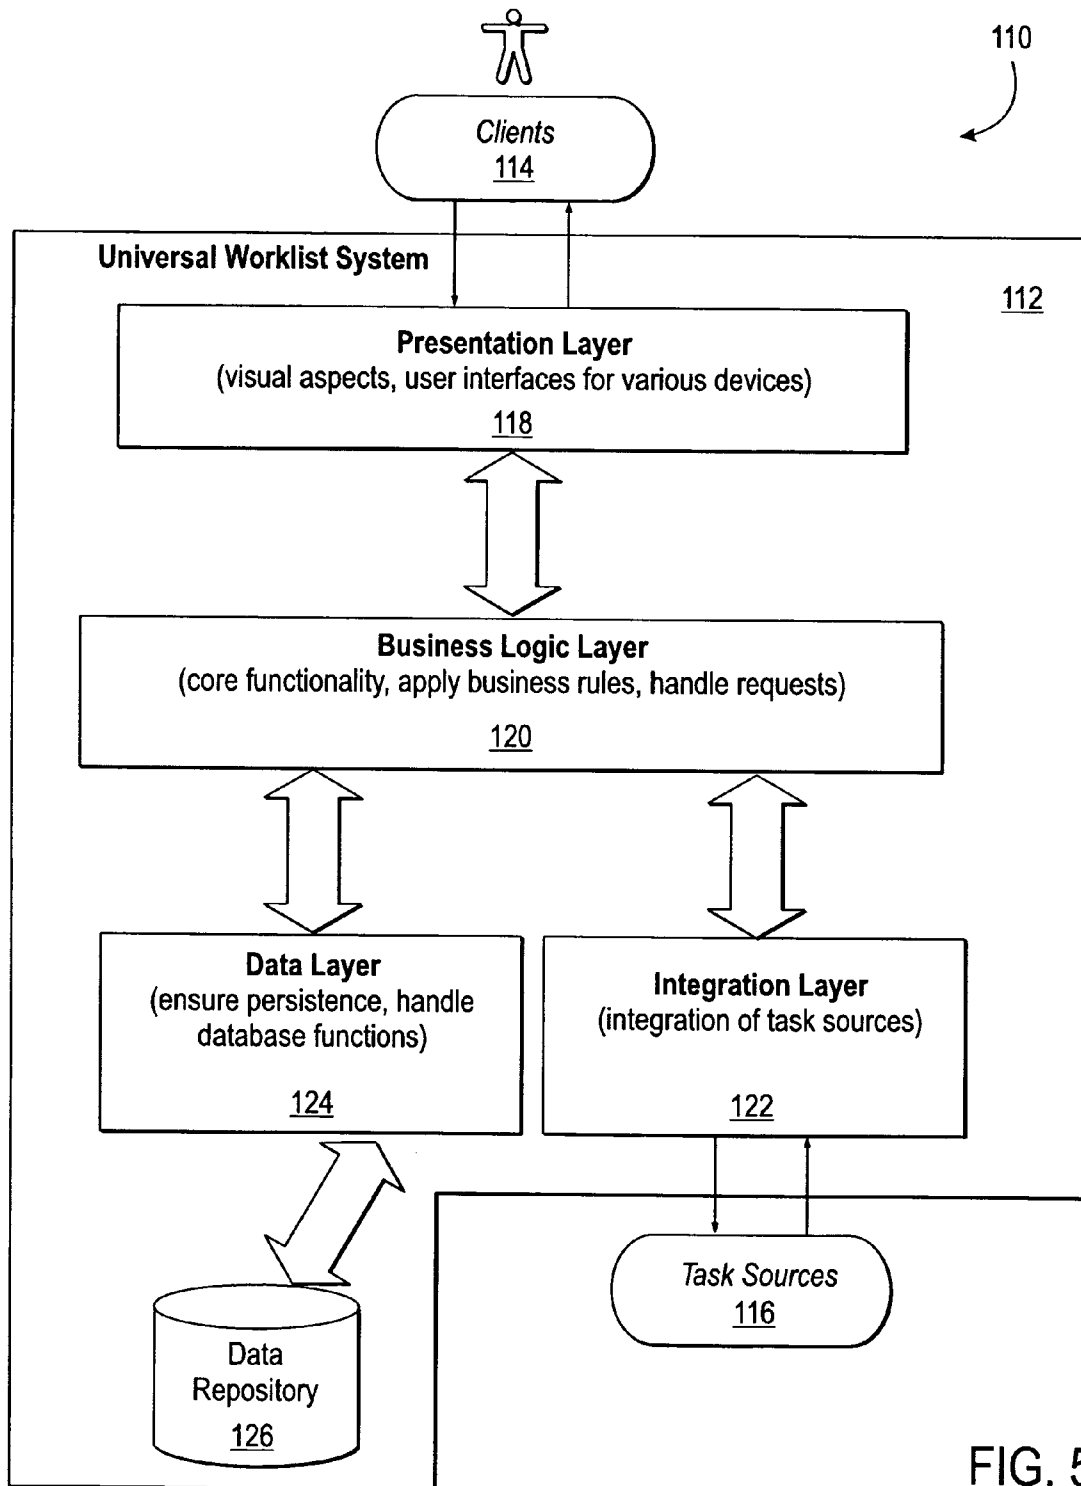 110
Clients
114
Universal Worklist System
112
Presentation Layer
(visual aspects, user interfaces for various devices)
118
Business Logic Layer
(core functionality, apply business rules, handle requests)
120
Data Layer
(ensure persistence, handle
database functions)
124
Integration Layer
(integration of task sources)
122
Task Sources
116
Data
Repository
126
FIG. 5